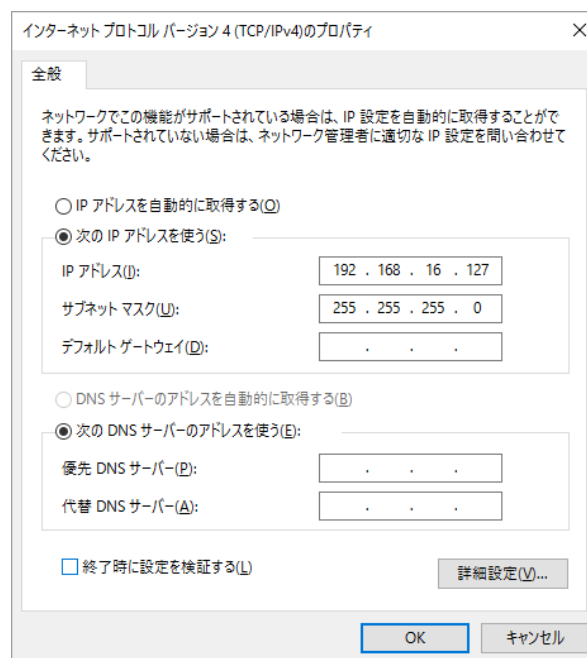 インターネット プロトコル バージョン 4 (TCP/IPv4)のプロパティ
全般
ネットワークでこの機能がサポートされている場合は、IP 設定を自動的に取得することがで
きます。サポートされていない場合は、ネットワーク管理者に適切な IP 設定を問い合わせて
ください。
IP アドレスを自動的に取得する(O)
次の IP アドレスを使う(S):
IP アドレス(I): 192 . 168 . 16 . 127
サブネット マスク(U): 255 . 255 . 255 . 0
デフォルト ゲートウェイ(D): . . .
DNS サーバーのアドレスを自動的に取得する(B)
次の DNS サーバーのアドレスを使う(E):
優先 DNS サーバー(P): . . .
代替 DNS サーバー(A): . . .
終了時に設定を検証する(L)
詳細設定(V)...
OK キャンセル